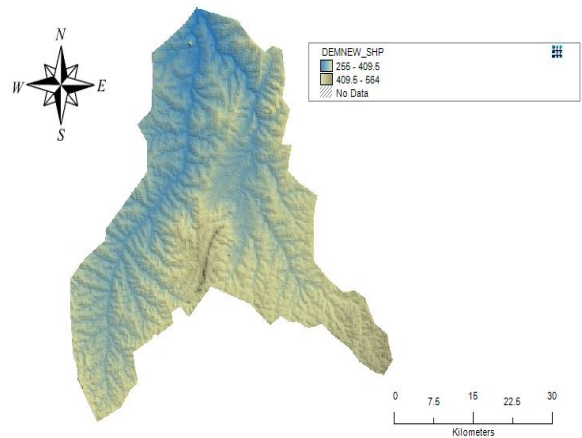 N
W E
S
DEMNEW_SHP
255 - 409.5
409.5 - 564
No Data
0 7.5 15 22.5 30
Kilometers